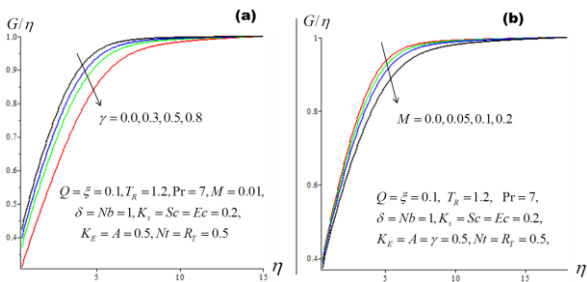 G/η
(a)
1.0
0.9
0.8
0.7
0.6
0.5
0.4
γ = 0.0, 0.3, 0.5, 0.8
Q = ξ = 0.1, T_R = 1.2, Pr = 7, M = 0.01,
δ = Nb = 1, K_s = Sc = Ec = 0.2,
K_E = A = 0.5, Nt = R_T = 0.5
5
10
15
η
G/η
(b)
1
0.8
0.6
0.4
M = 0.0, 0.05, 0.1, 0.2
Q = ξ = 0.1, T_R = 1.2, Pr = 7,
δ = Nb = 1, K_s = Sc = Ec = 0.2,
K_E = A = γ = 0.5, Nt = R_T = 0.5,
0
5
10
15
η